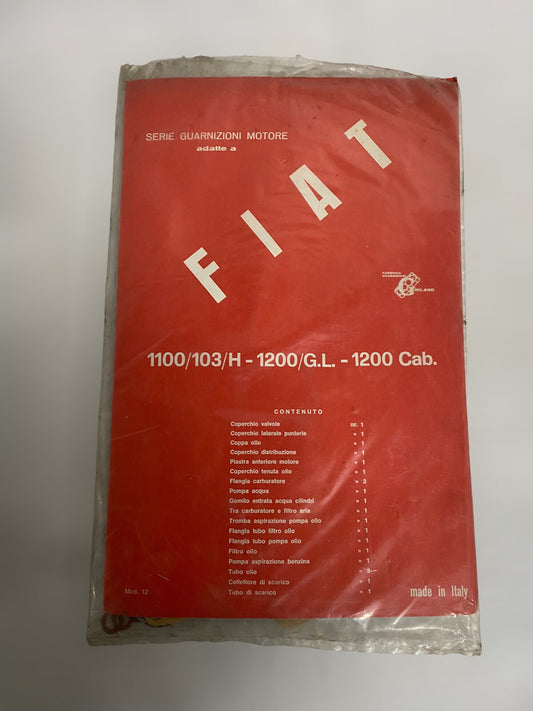 SERIE GUARNIZIONI MOTORE
adatte a
FIAT
FABBRICA
GUARNIZIONI
MILANO
1100/103/H - 1200/G.L. - 1200 Cab.
CONTENUTO
Coperchio valvole nr. 1
Coperchio laterale punterie » 1
Coppa olio » 1
Coperchio distribuzione » 1
Piastra anteriore motore » 1
Coperchio tenuta olio » 1
Flangia carburatore » 2
Pompa acqua » 1
Gomito entrata acqua cilindri » 1
Tra carburatore e filtro aria » 1
Tromba aspirazione pompa olio » 1
Flangia tubo filtro olio » 1
Flangia tubo pompa olio » 1
Filtro olio » 1
Pompa aspirazione benzina » 1
Tubo olio » 3
Collettore di scarico » 1
Tubo di scarico » 1
Mod. 12
made in Italy